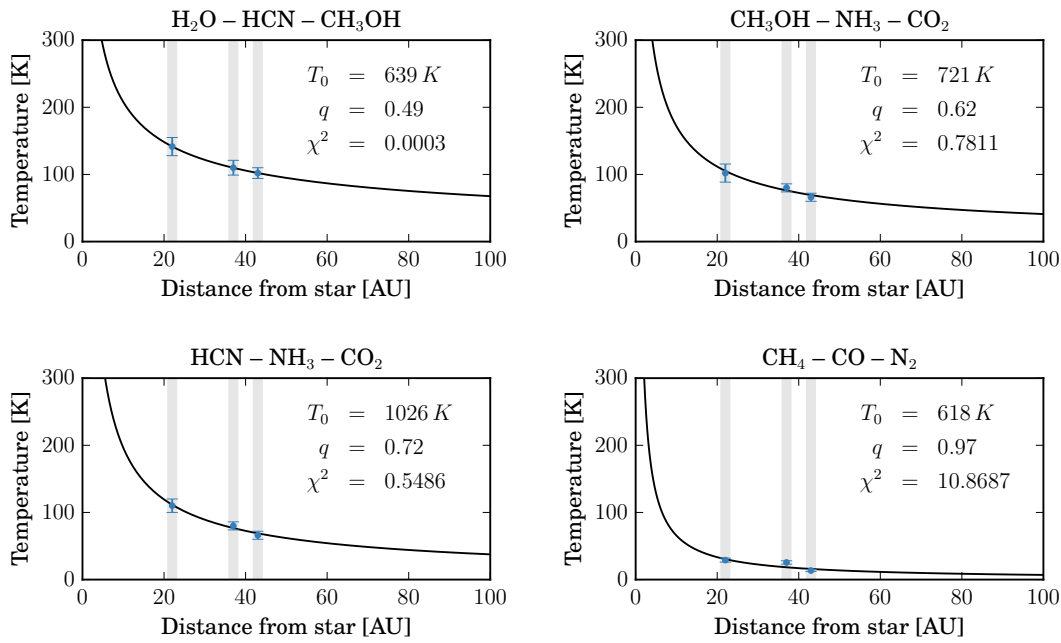 H₂O – HCN – CH₃OH
300
200
100
0
Temperature [K]
T₀ = 639 K
q = 0.49
χ² = 0.0003
0 20 40 60 80 100
Distance from star [AU]
CH₃OH – NH₃ – CO₂
300
200
100
0
Temperature [K]
T₀ = 721 K
q = 0.62
χ² = 0.7811
0 20 40 60 80 100
Distance from star [AU]
HCN – NH₃ – CO₂
300
200
100
0
Temperature [K]
T₀ = 1026 K
q = 0.72
χ² = 0.5486
0 20 40 60 80 100
Distance from star [AU]
CH₄ – CO – N₂
300
200
100
0
Temperature [K]
T₀ = 618 K
q = 0.97
χ² = 10.8687
0 20 40 60 80 100
Distance from star [AU]